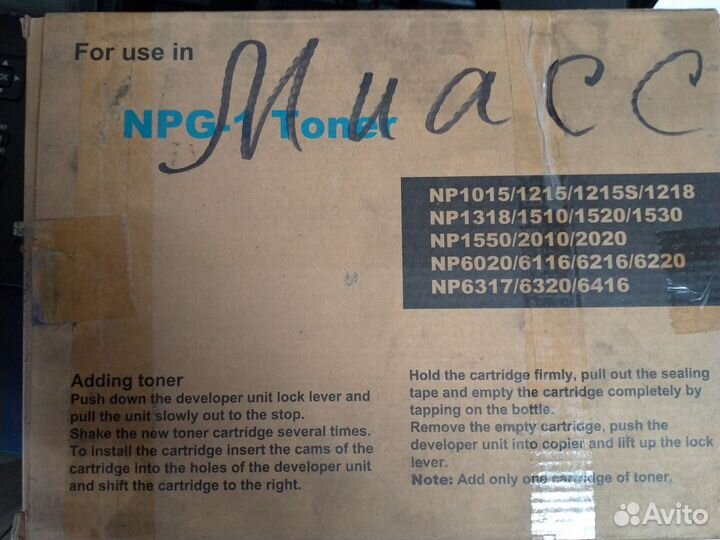 For use in
Миасс
NPG-1 Toner
NP1015/1215/1215S/1218
NP1318/1510/1520/1530
NP1550/2010/2020
NP6020/6116/6216/6220
NP6317/6320/6416
Adding toner
Push down the developer unit lock lever and
pull the unit slowly out to the stop.
Shake the new toner cartridge several times.
To install the cartridge insert the cams of the
cartridge into the holes of the developer unit
and shift the cartridge to the right.
Hold the cartridge firmly, pull out the sealing
tape and empty the cartridge completely by
tapping on the bottle.
Remove the empty cartridge, push the
developer unit into copier and lift up the lock
lever.
Note: Add only one cartridge of toner.
OK
Avito